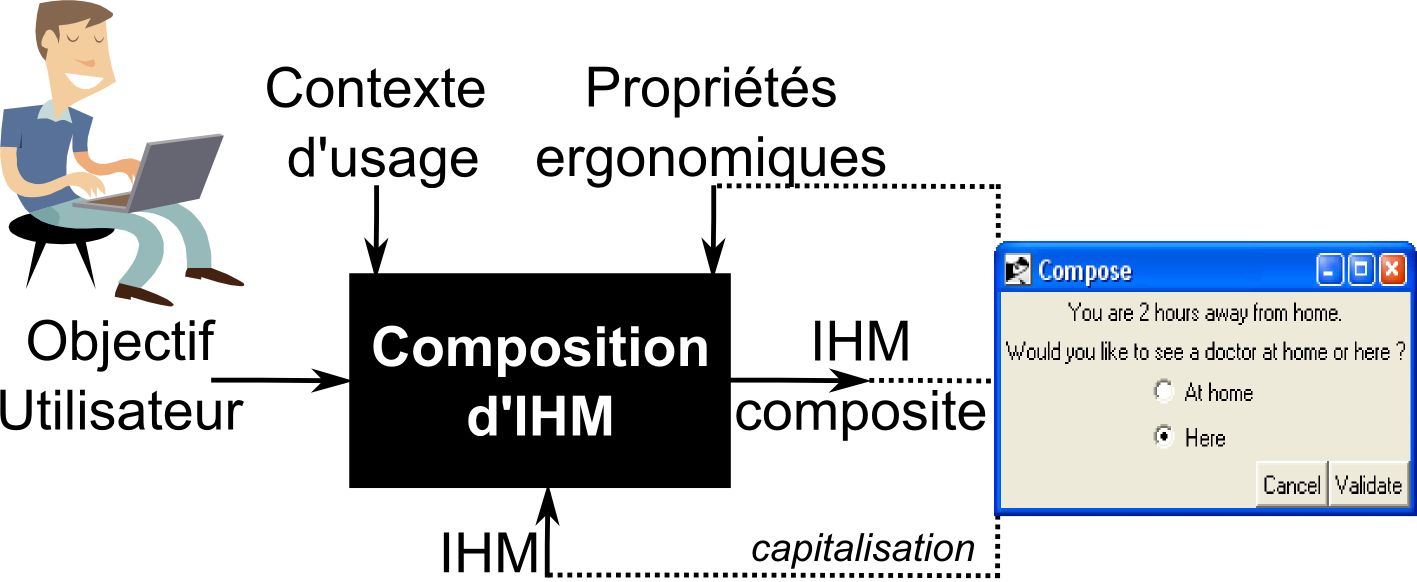 Contexte
d'usage
Propriétés
ergonomiques
Objectif
Utilisateur
Composition
d'IHM
IHM
composite
IHM
capitalisation
Compose
You are 2 hours away from home.
Would you like to see a doctor at home or here ?
At home
Here
Cancel
Validate